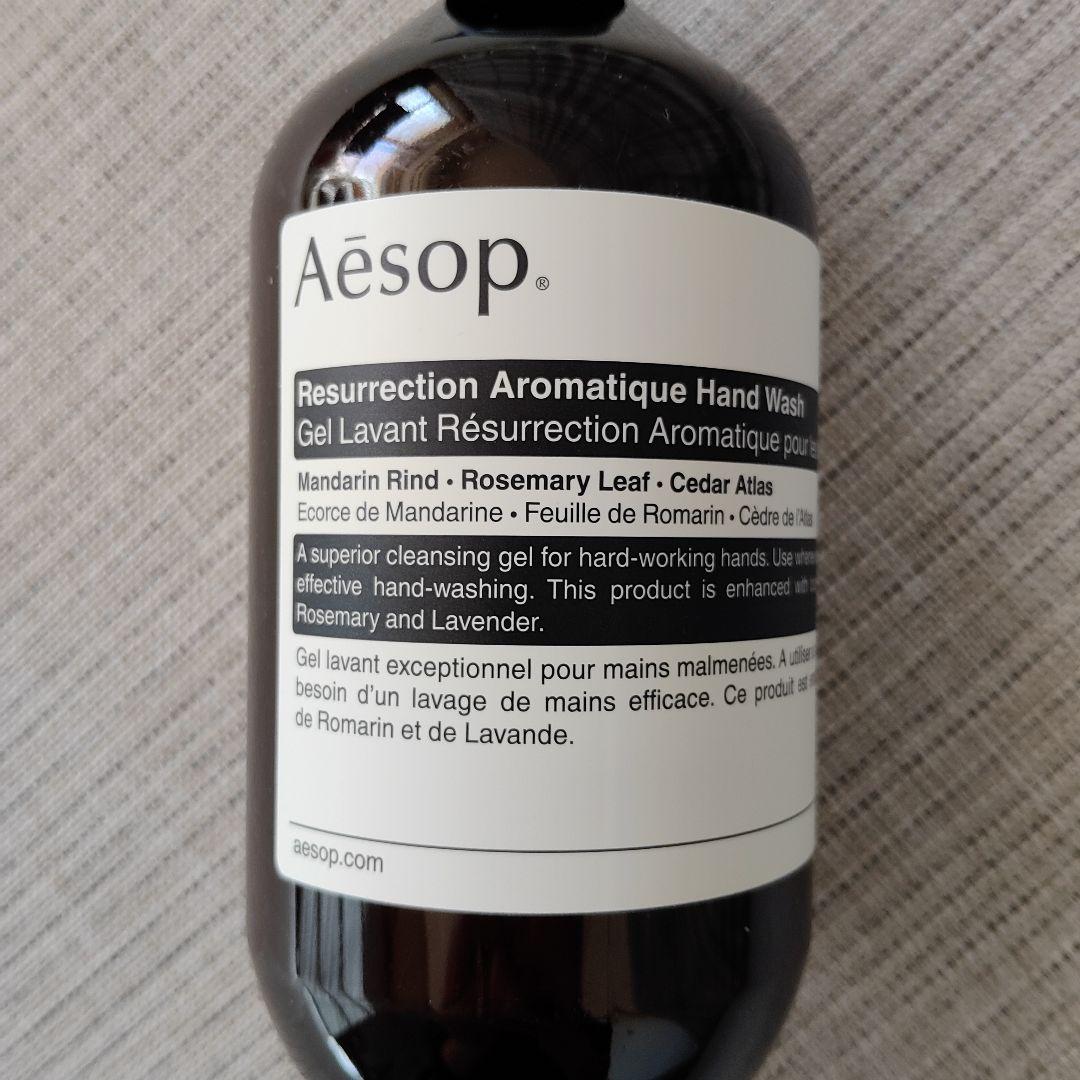 Aēsop®
Resurrection Aromatique Hand Wash
Gel Lavant Résurrection Aromatique pour
Mandarin Rind • Rosemary Leaf • Cedar Atlas
Ecorce de Mandarine • Feuille de Romarin • Cèdre de l'Atlas
A superior cleansing gel for hard-working hands. Use
effective hand-washing. This product is enhanced with
Rosemary and Lavender.
Gel lavant exceptionnel pour mains malmenées. A utiliser
besoin d'un lavage de mains efficace. Ce produit est
de Romarin et de Lavande.
aesop.com